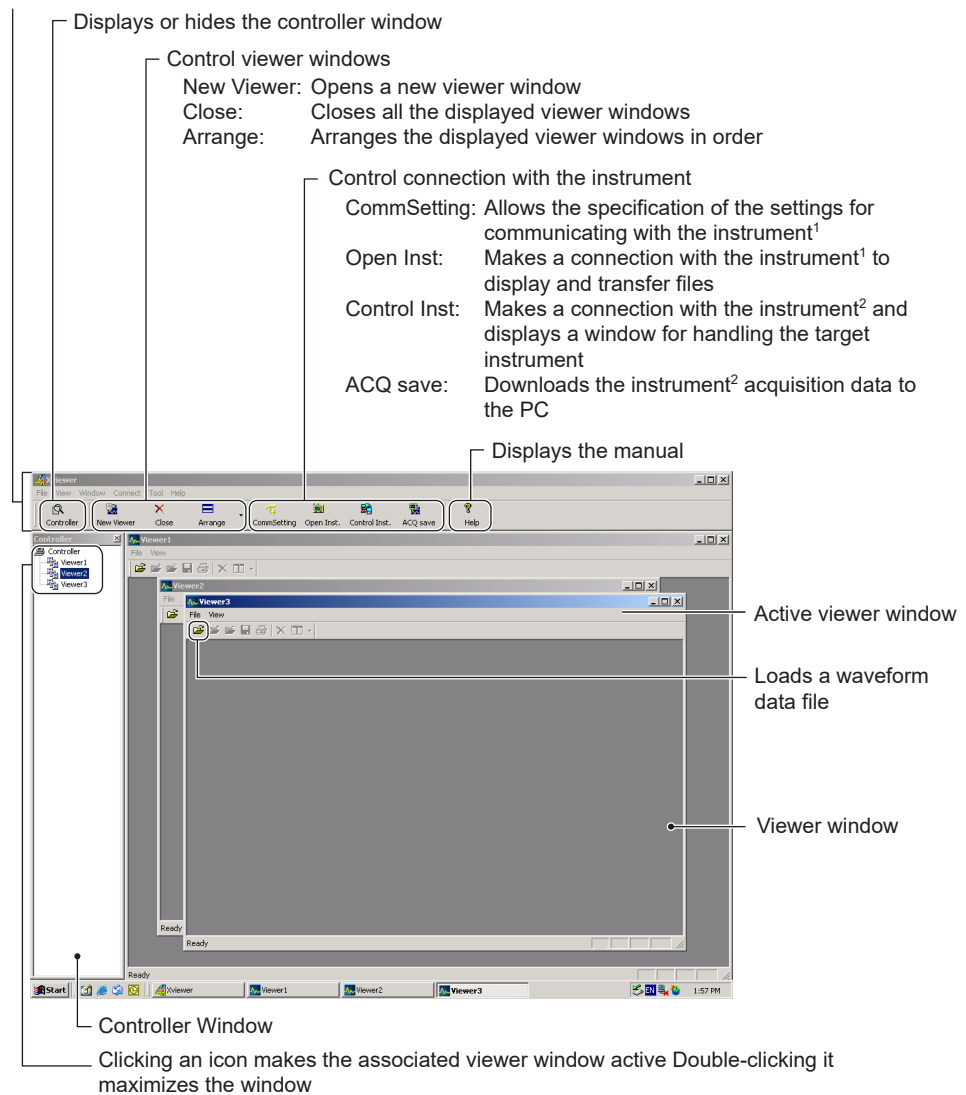 Displays or hides the controller window
Control viewer windows
New Viewer: Opens a new viewer window
Close: Closes all the displayed viewer windows
Arrange: Arranges the displayed viewer windows in order
Control connection with the instrument
CommSetting: Allows the specification of the settings for
communicating with the instrument1
Open Inst: Makes a connection with the instrument1 to
display and transfer files
Control Inst: Makes a connection with the instrument2 and
displays a window for handling the target
instrument
ACQ save: Downloads the instrument2 acquisition data to
the PC
Displays the manual
Xviewer
File View Window Connect Tool Help
Controller New Viewer Close Arrange CommSetting Open Inst. Control Inst. ACQ save Help
Controller
Controller
Viewer1
Viewer2
Viewer3
Viewer1
File View
Viewer2
File
Viewer3
File View
Active viewer window
Loads a waveform
data file
Viewer window
Ready
Ready
Ready
Start Xviewer Viewer1 Viewer2 Viewer3 EN 1:57 PM
Controller Window
Clicking an icon makes the associated viewer window active Double-clicking it
maximizes the window